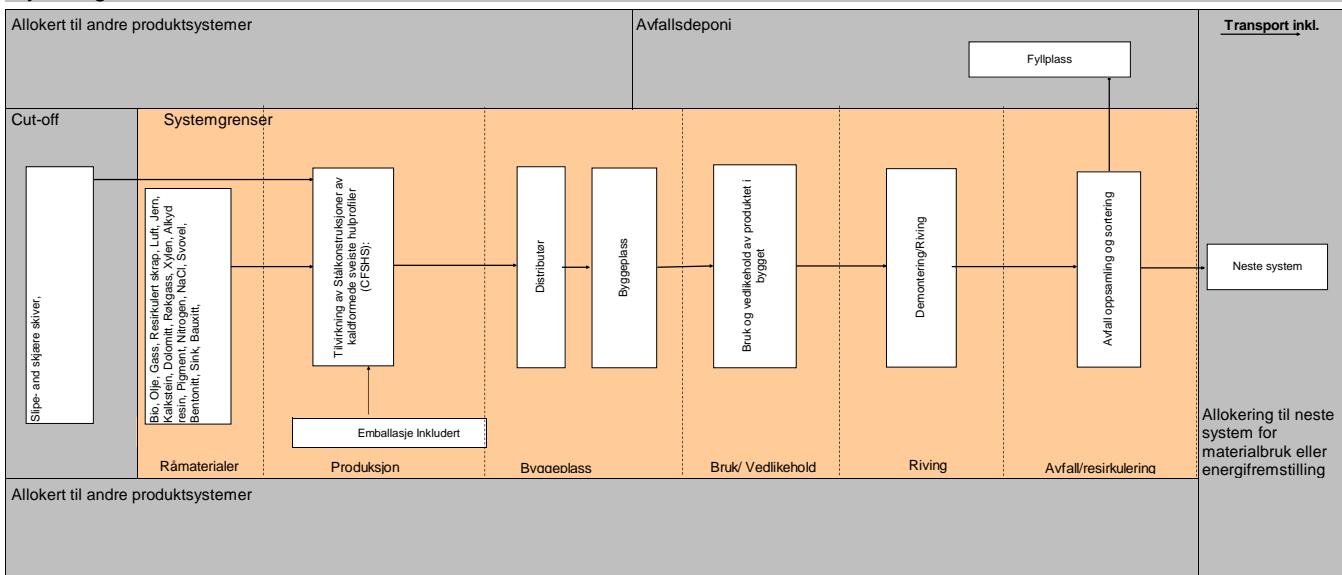 Allokert til andre produktsystemer
Avfallsdeponi
Transport inkl.
Fyllplass
Cut-off
Systemgrenser
Slipe- and skjære skiver,
Bio, Olje, Gass, Resirkulert skrap, Luft, Jern,
Kalkstein, Dolomitt, Røkgass, Xylen, Alkyd
resin, Pigment, Nitrogen, NaCl, Svovel,
Bentonitt, Sink, Bauxitt,
Tilvirkning av Stålkonstruksjoner av
kaldformede sveiste hulprofiler
(CFSHS):
Emballasje Inkludert
Distributør
Byggeplass
Bruk og vedlikehold av produktet i
bygget
Demontering/Riving
Avfall oppsamling og sortering
Neste system
Råmaterialer
Produksjon
Byggeplass
Bruk/ Vedlikehold
Riving
Avfall/resirkulering
Allokering til neste
system for
materialbruk eller
energifremstilling
Allokert til andre produktsystemer